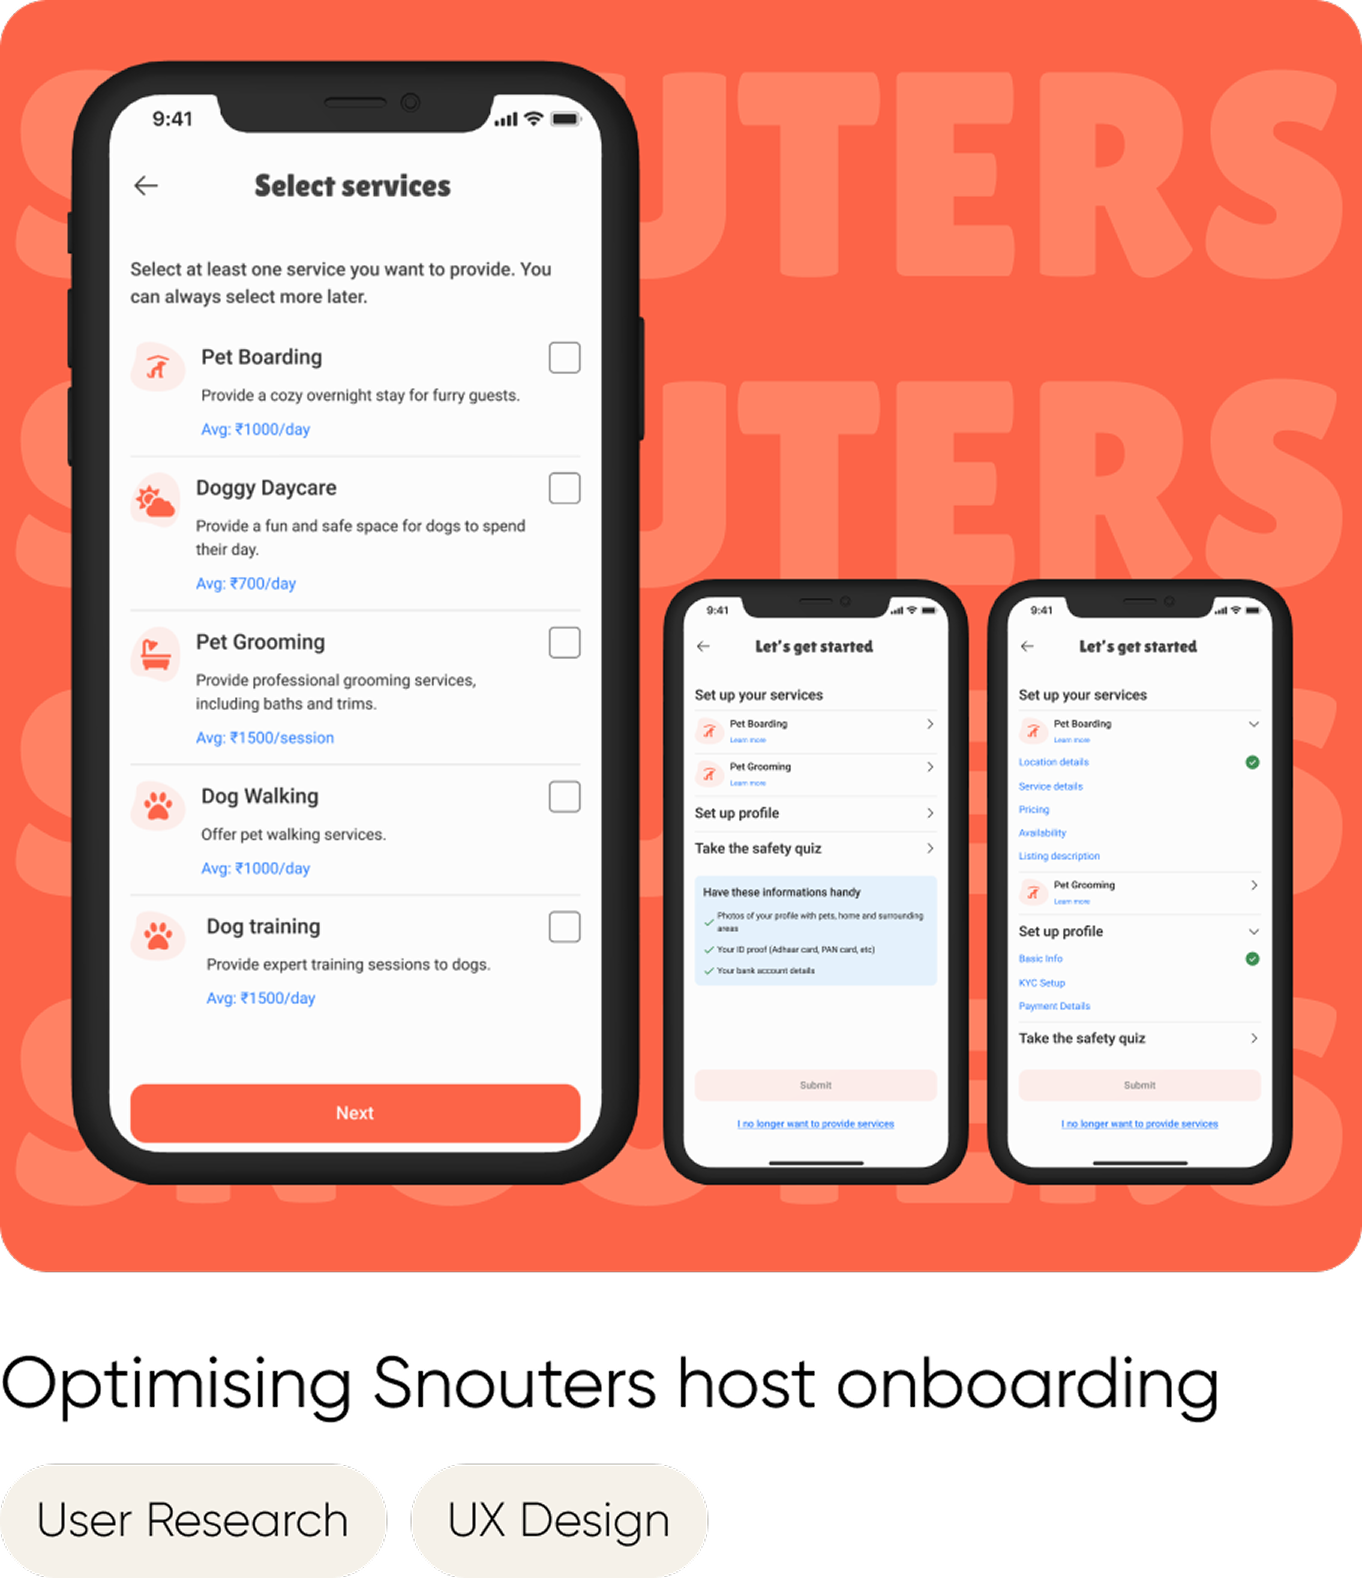 SNOUTERS
SNOUTERS
SNOUTERS
SNOUTERS
9:41
Select services
Select at least one service you want to provide. You
can always select more later.
Pet Boarding
Provide a cozy overnight stay for furry guests.
Avg: ₹1000/day
Doggy Daycare
Provide a fun and safe space for dogs to spend
their day.
Avg: ₹700/day
Pet Grooming
Provide professional grooming services,
including baths and trims.
Avg: ₹1500/session
Dog Walking
Offer pet walking services.
Avg: ₹1000/day
Dog training
Provide expert training sessions to dogs.
Avg: ₹1500/day
Next
9:41
Let's get started
Set up your services
Pet Boarding
Learn more
Pet Grooming
Learn more
Set up profile
Take the safety quiz
Have these informations handy
Photos of your profile with pets, home and surrounding
areas
Your ID proof (Adhaar card, PAN card, etc)
Your bank account details
Submit
I no longer want to provide services
9:41
Let's get started
Set up your services
Pet Boarding
Learn more
Location details
Service details
Pricing
Availability
Listing description
Pet Grooming
Learn more
Set up profile
Basic Info
KYC Setup
Payment Details
Take the safety quiz
Submit
I no longer want to provide services
Optimising Snouters host onboarding
User Research
UX Design